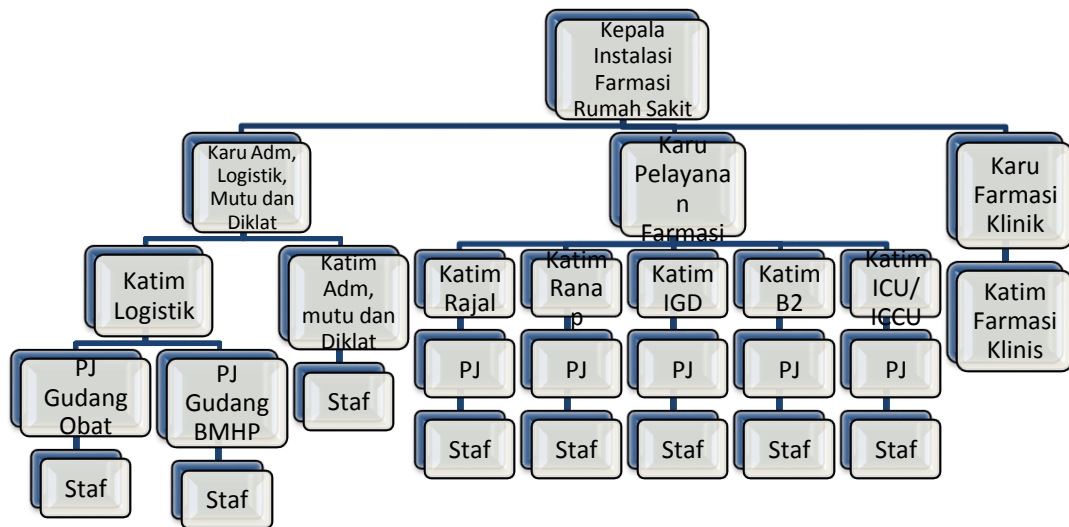 Kepala
Instalasi
Farmasi
Rumah Sakit
Karu Adm,
Logistik,
Mutu dan
Diklat
Karu
Pelayana
n
Farmasi
Karu
Farmasi
Klinik
Katim
Logistik
Katim
Adm,
mutu dan
Diklat
Katim
Rajal
Katim
Rana
p
Katim
IGD
Katim
B2
Katim
ICU/
ICCU
Katim
Farmasi
Klinis
PJ
Gudang
Obat
PJ
Gudang
BMHP
Staf
PJ
PJ
PJ
PJ
PJ
Staf
Staf
Staf
Staf
Staf
Staf
Staf